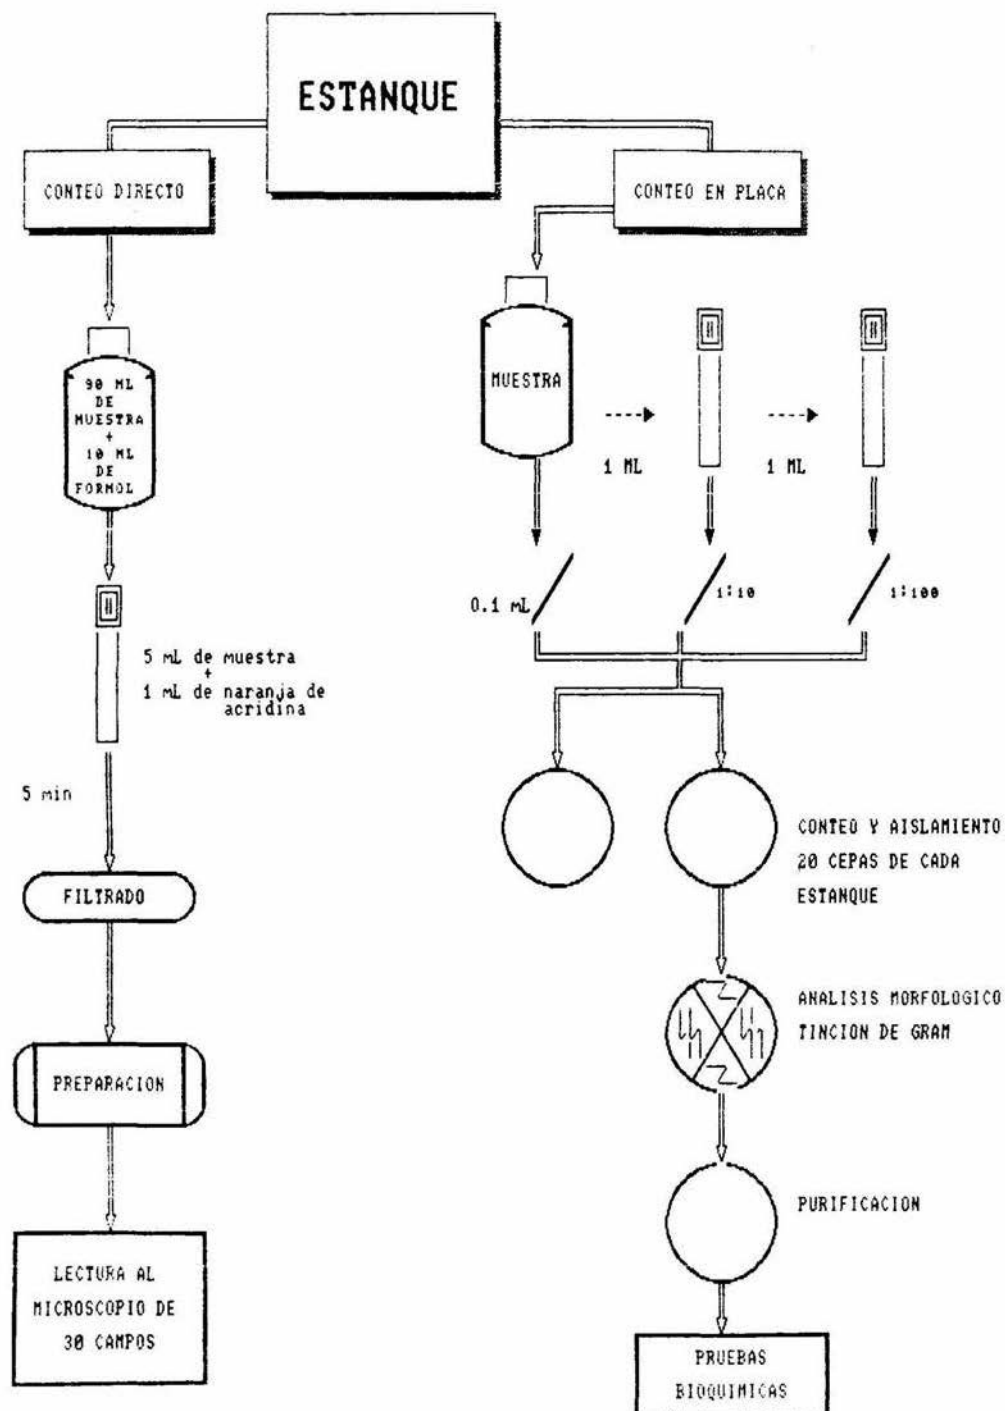 ESTANQUE
CONTEO DIRECTO
90 ML
DE
MUESTRA
+
10 ML
DE
FORMOL
5 mL de muestra
+
1 mL de naranja de
acridina
5 min
FILTRADO
PREPARACION
LECTURA AL
MICROSCOPIO DE
30 CAMPOS
CONTEO EN PLACA
MUESTRA
1 ML
1 ML
0.1 mL
1:10
1:100
CONTEO Y AISLAMIENTO
20 CEPAS DE CADA
ESTANQUE
ANALISIS MORFOLOGICO
TINCION DE GRAM
PURIFICACION
PRUEBAS
BIOQUIMICAS